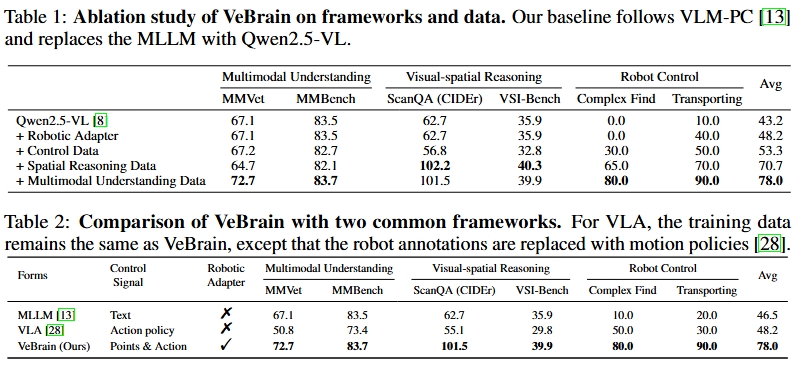 Table 1: Ablation study of VeBrain on frameworks and data. Our baseline follows VLM-PC [13]
and replaces the MLLM with Qwen2.5-VL.
Multimodal Understanding Visual-spatial Reasoning Robot Control Avg
MMVet MMBench ScanQA (CIDEr) VSI-Bench Complex Find Transporting
Qwen2.5-VL [8] 67.1 83.5 62.7 35.9 0.0 10.0 43.2
+ Robotic Adapter 67.1 83.5 62.7 35.9 0.0 40.0 48.2
+ Control Data 67.2 82.7 56.8 32.8 30.0 50.0 53.3
+ Spatial Reasoning Data 64.7 82.1 102.2 40.3 65.0 70.0 70.7
+ Multimodal Understanding Data 72.7 83.7 101.5 39.9 80.0 90.0 78.0
Table 2: Comparison of VeBrain with two common frameworks. For VLA, the training data
remains the same as VeBrain, except that the robot annotations are replaced with motion policies [28].
Forms Control Robotic Multimodal Understanding Visual-spatial Reasoning Robot Control Avg
Signal Adapter MMVet MMBench ScanQA (CIDEr) VSI-Bench Complex Find Transporting
MLLM [13] Text ✗ 67.1 83.5 62.7 35.9 10.0 20.0 46.5
VLA [28] Action policy ✗ 50.8 73.4 55.1 29.8 50.0 30.0 48.2
VeBrain (Ours) Points & Action ✓ 72.7 83.7 101.5 39.9 80.0 90.0 78.0